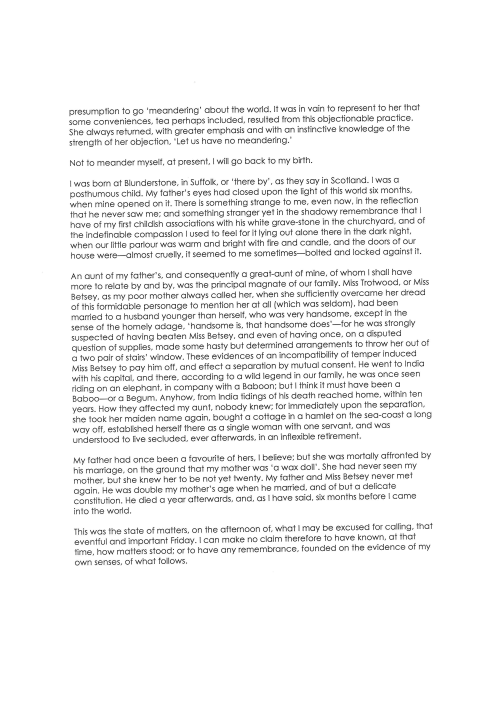 presumption to go ‘meandering’ about the world. It was in vain to represent to her that
some conveniences, tea perhaps included, resulted from this objectionable practice.
She always returned, with greater emphasis and with an instinctive knowledge of the
strength of her objection, ‘Let us have no meandering.’
Not to meander myself, at present, I will go back to my birth.
I was born at Blunderstone, in Suffolk, or ‘there by’, as they say in Scotland. I was a
posthumous child. My father’s eyes had closed upon the light of this world six months,
when mine opened on it. There is something strange to me, even now, in the reflection
that he never saw me; and something stranger yet in the shadowy remembrance that I
have of my first childish associations with his white grave-stone in the churchyard, and of
the indefinable compassion I used to feel for it lying out alone there in the dark night,
when our little parlour was warm and bright with fire and candle, and the doors of our
house were—almost cruelly, it seemed to me sometimes—bolted and locked against it.
An aunt of my father’s, and consequently a great-aunt of mine, of whom I shall have
more to relate by and by, was the principal magnate of our family. Miss Trotwood, or Miss
Betsey, as my poor mother always called her, when she sufficiently overcame her dread
of this formidable personage to mention her at all (which was seldom), had been
married to a husband younger than herself, who was very handsome, except in the
sense of the homely adage, ‘handsome is, that handsome does’—for he was strongly
suspected of having beaten Miss Betsey, and even of having once, on a disputed
question of supplies, made some hasty but determined arrangements to throw her out of
a two pair of stairs’ window. These evidences of an incompatibility of temper induced
Miss Betsey to pay him off, and effect a separation by mutual consent. He went to India
with his capital, and there, according to a wild legend in our family, he was once seen
riding on an elephant, in company with a Baboon; but I think it must have been a
Baboo—or a Begum. Anyhow, from India tidings of his death reached home, within ten
years. How they affected my aunt, nobody knew; for immediately upon the separation,
she took her maiden name again, bought a cottage in a hamlet on the sea-coast a long
way off, established herself there as a single woman with one servant, and was
understood to live secluded, ever afterwards, in an inflexible retirement.
My father had once been a favourite of hers, I believe; but she was mortally affronted by
his marriage, on the ground that my mother was ‘a wax doll’. She had never seen my
mother, but she knew her to be not yet twenty. My father and Miss Betsey never met
again. He was double my mother’s age when he married, and of but a delicate
constitution. He died a year afterwards, and, as I have said, six months before I came
into the world.
This was the state of matters, on the afternoon of, what I may be excused for calling, that
eventful and important Friday. I can make no claim therefore to have known, at that
time, how matters stood; or to have any remembrance, founded on the evidence of my
own senses, of what follows.